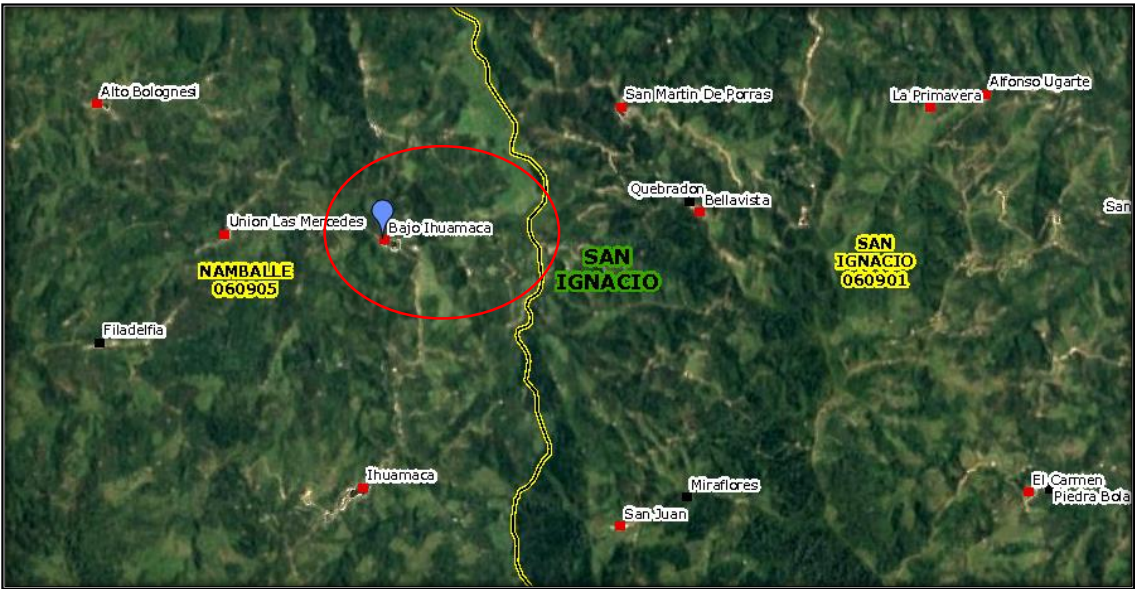 Alto Bolognesi
San Martin De Porras
La Primavera
Alfonso Ugarte
Quebradon
Bellavista
San
Union Las Mercedes
Bajo Ihuamaca
NAMBALLE
060905
SAN
IGNACIO
SAN
IGNACIO
060901
Filadelfia
Ihuamaca
Miraflores
San Juan
El Carmen
Piedra Bola